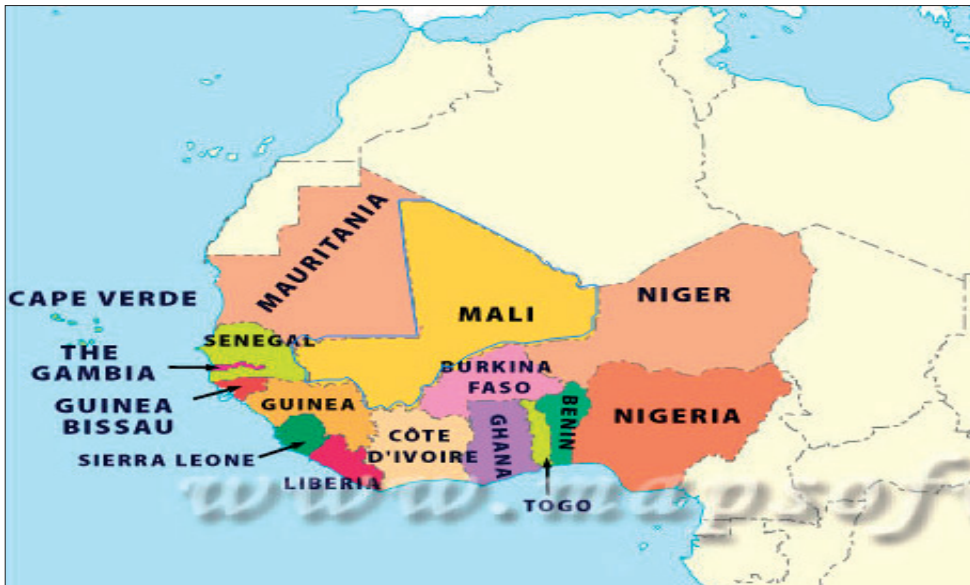 MAURITANIA
CAPE VERDE
MALI
NIGER
SENEGAL
THE
GAMBIA
BURKINA
FASO
GUINEA
BISSAU
GUINEA
BENIN
NIGERIA
CÔTE
D'IVOIRE
GHANA
SIERRA LEONE
LIBERIA
TOGO
www.mapsof